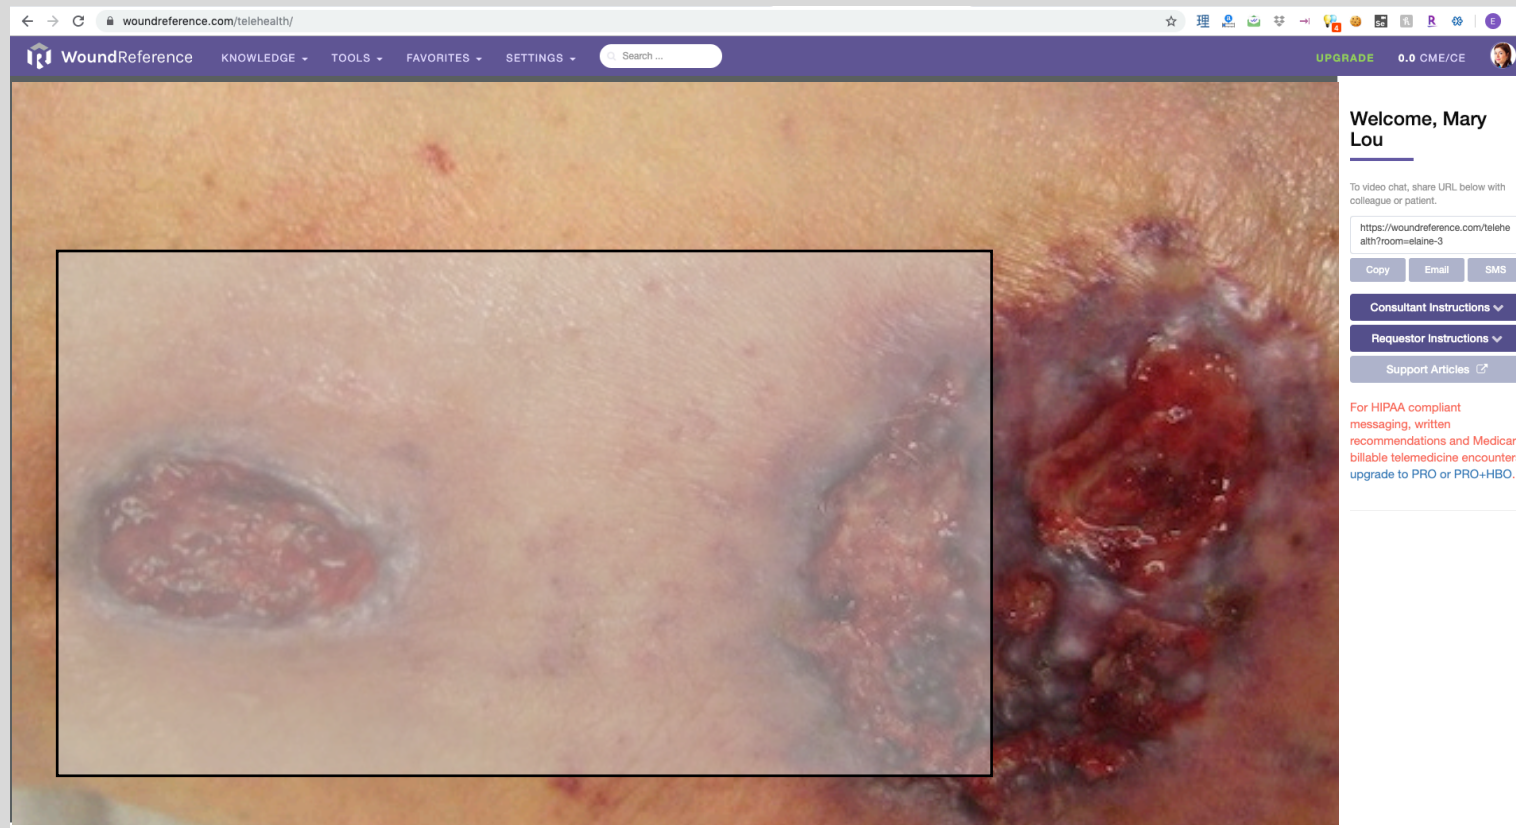 woundreference.com/telehealth/
WoundReference KNOWLEDGE TOOLS FAVORITES SETTINGS Search ... UPGRADE 0.0 CME/CE
Welcome, Mary
Lou
To video chat, share URL below with
colleague or patient.
https://woundreference.com/telehe
alth?room=elaine-3
Copy Email SMS
Consultant Instructions
Requestor Instructions
Support Articles
For HIPAA compliant
messaging, written
recommendations and Medicar
billable telemedicine encounter
upgrade to PRO or PRO+HBO.